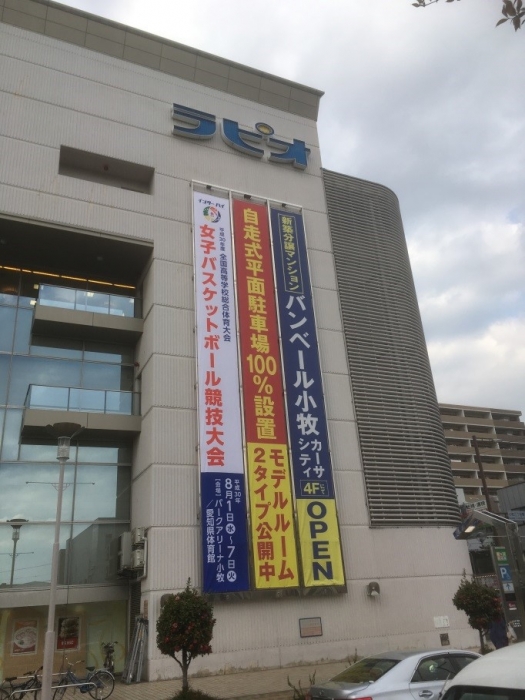 ラピオ
インターハイ
平成30年度 全国高等学校総合体育大会
女子バスケットボール競技大会
平成30年
8月1日(水)～7日(火)
(会場)パークアリーナ小牧
/愛知県体育館
自走式平面駐車場100%設置
モデルルーム
2タイプ公開中
新築分譲マンション
バンベール小牧
カーサ
シティ
4F
OPEN
P